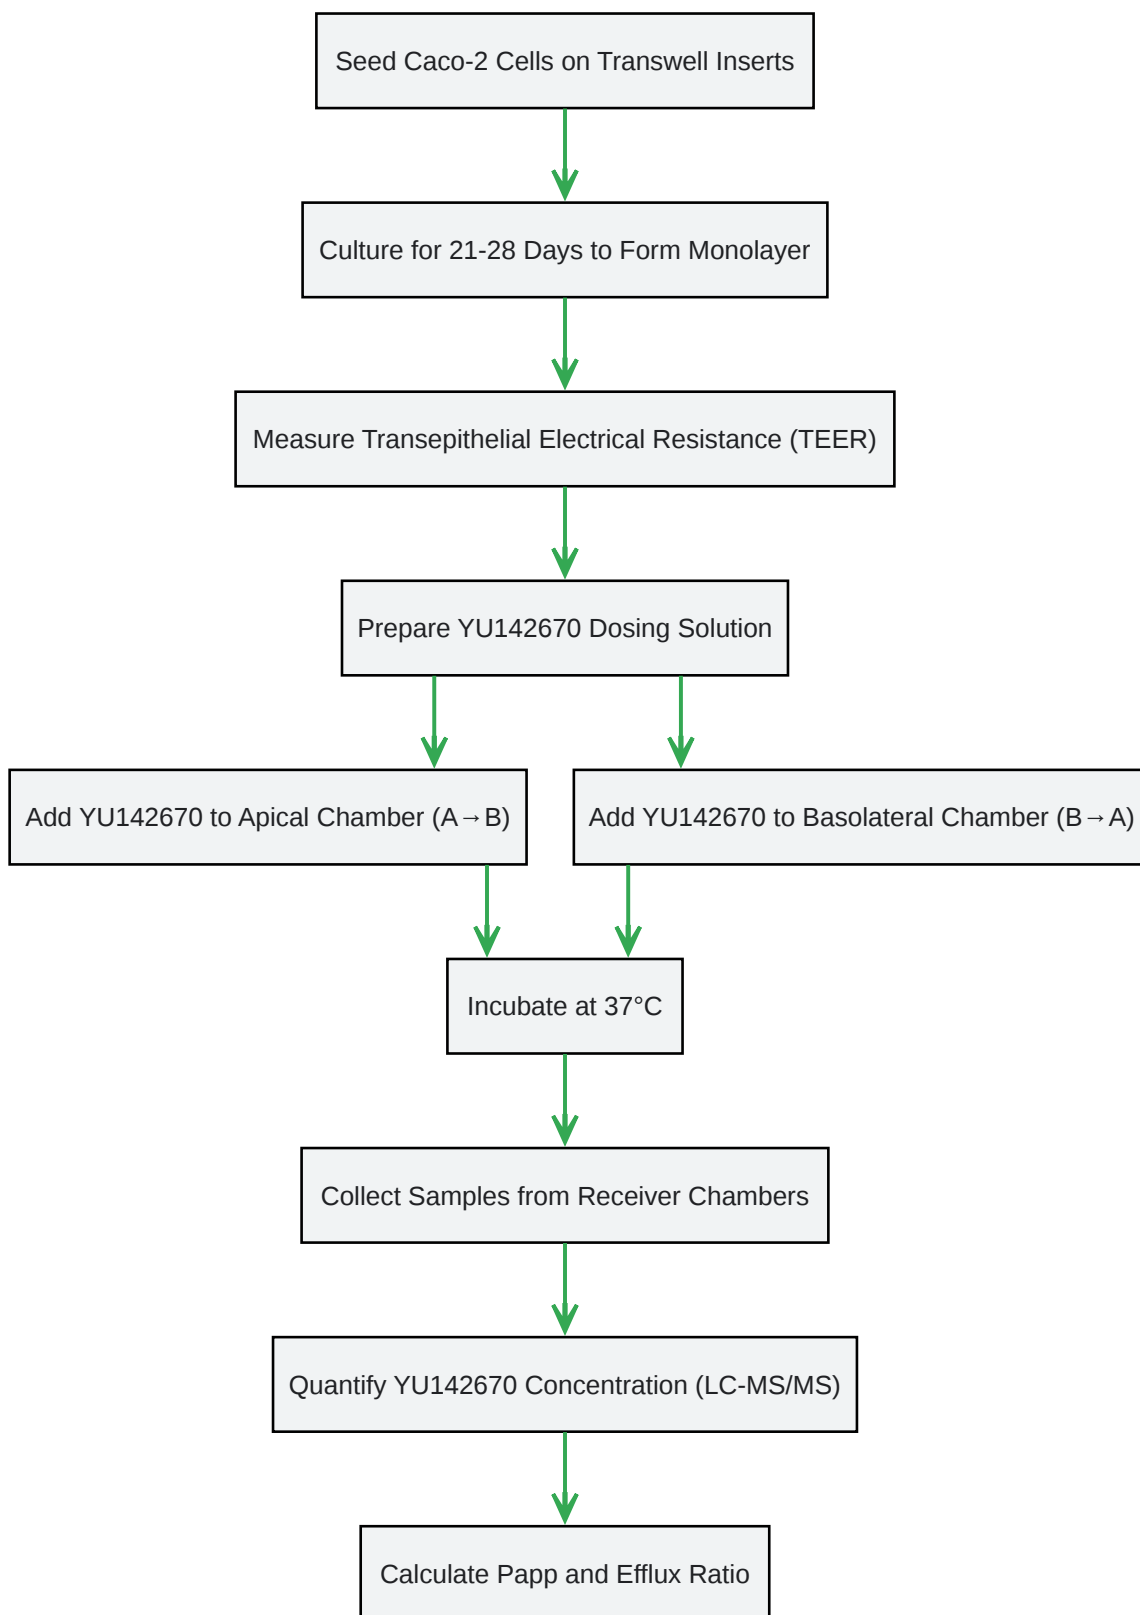 Seed Caco-2 Cells on Transwell Inserts
Culture for 21-28 Days to Form Monolayer
Measure Transepithelial Electrical Resistance (TEER)
Prepare YU142670 Dosing Solution
Add YU142670 to Apical Chamber (A→B)
Add YU142670 to Basolateral Chamber (B→A)
Incubate at 37°C
Collect Samples from Receiver Chambers
Quantify YU142670 Concentration (LC-MS/MS)
Calculate Papp and Efflux Ratio